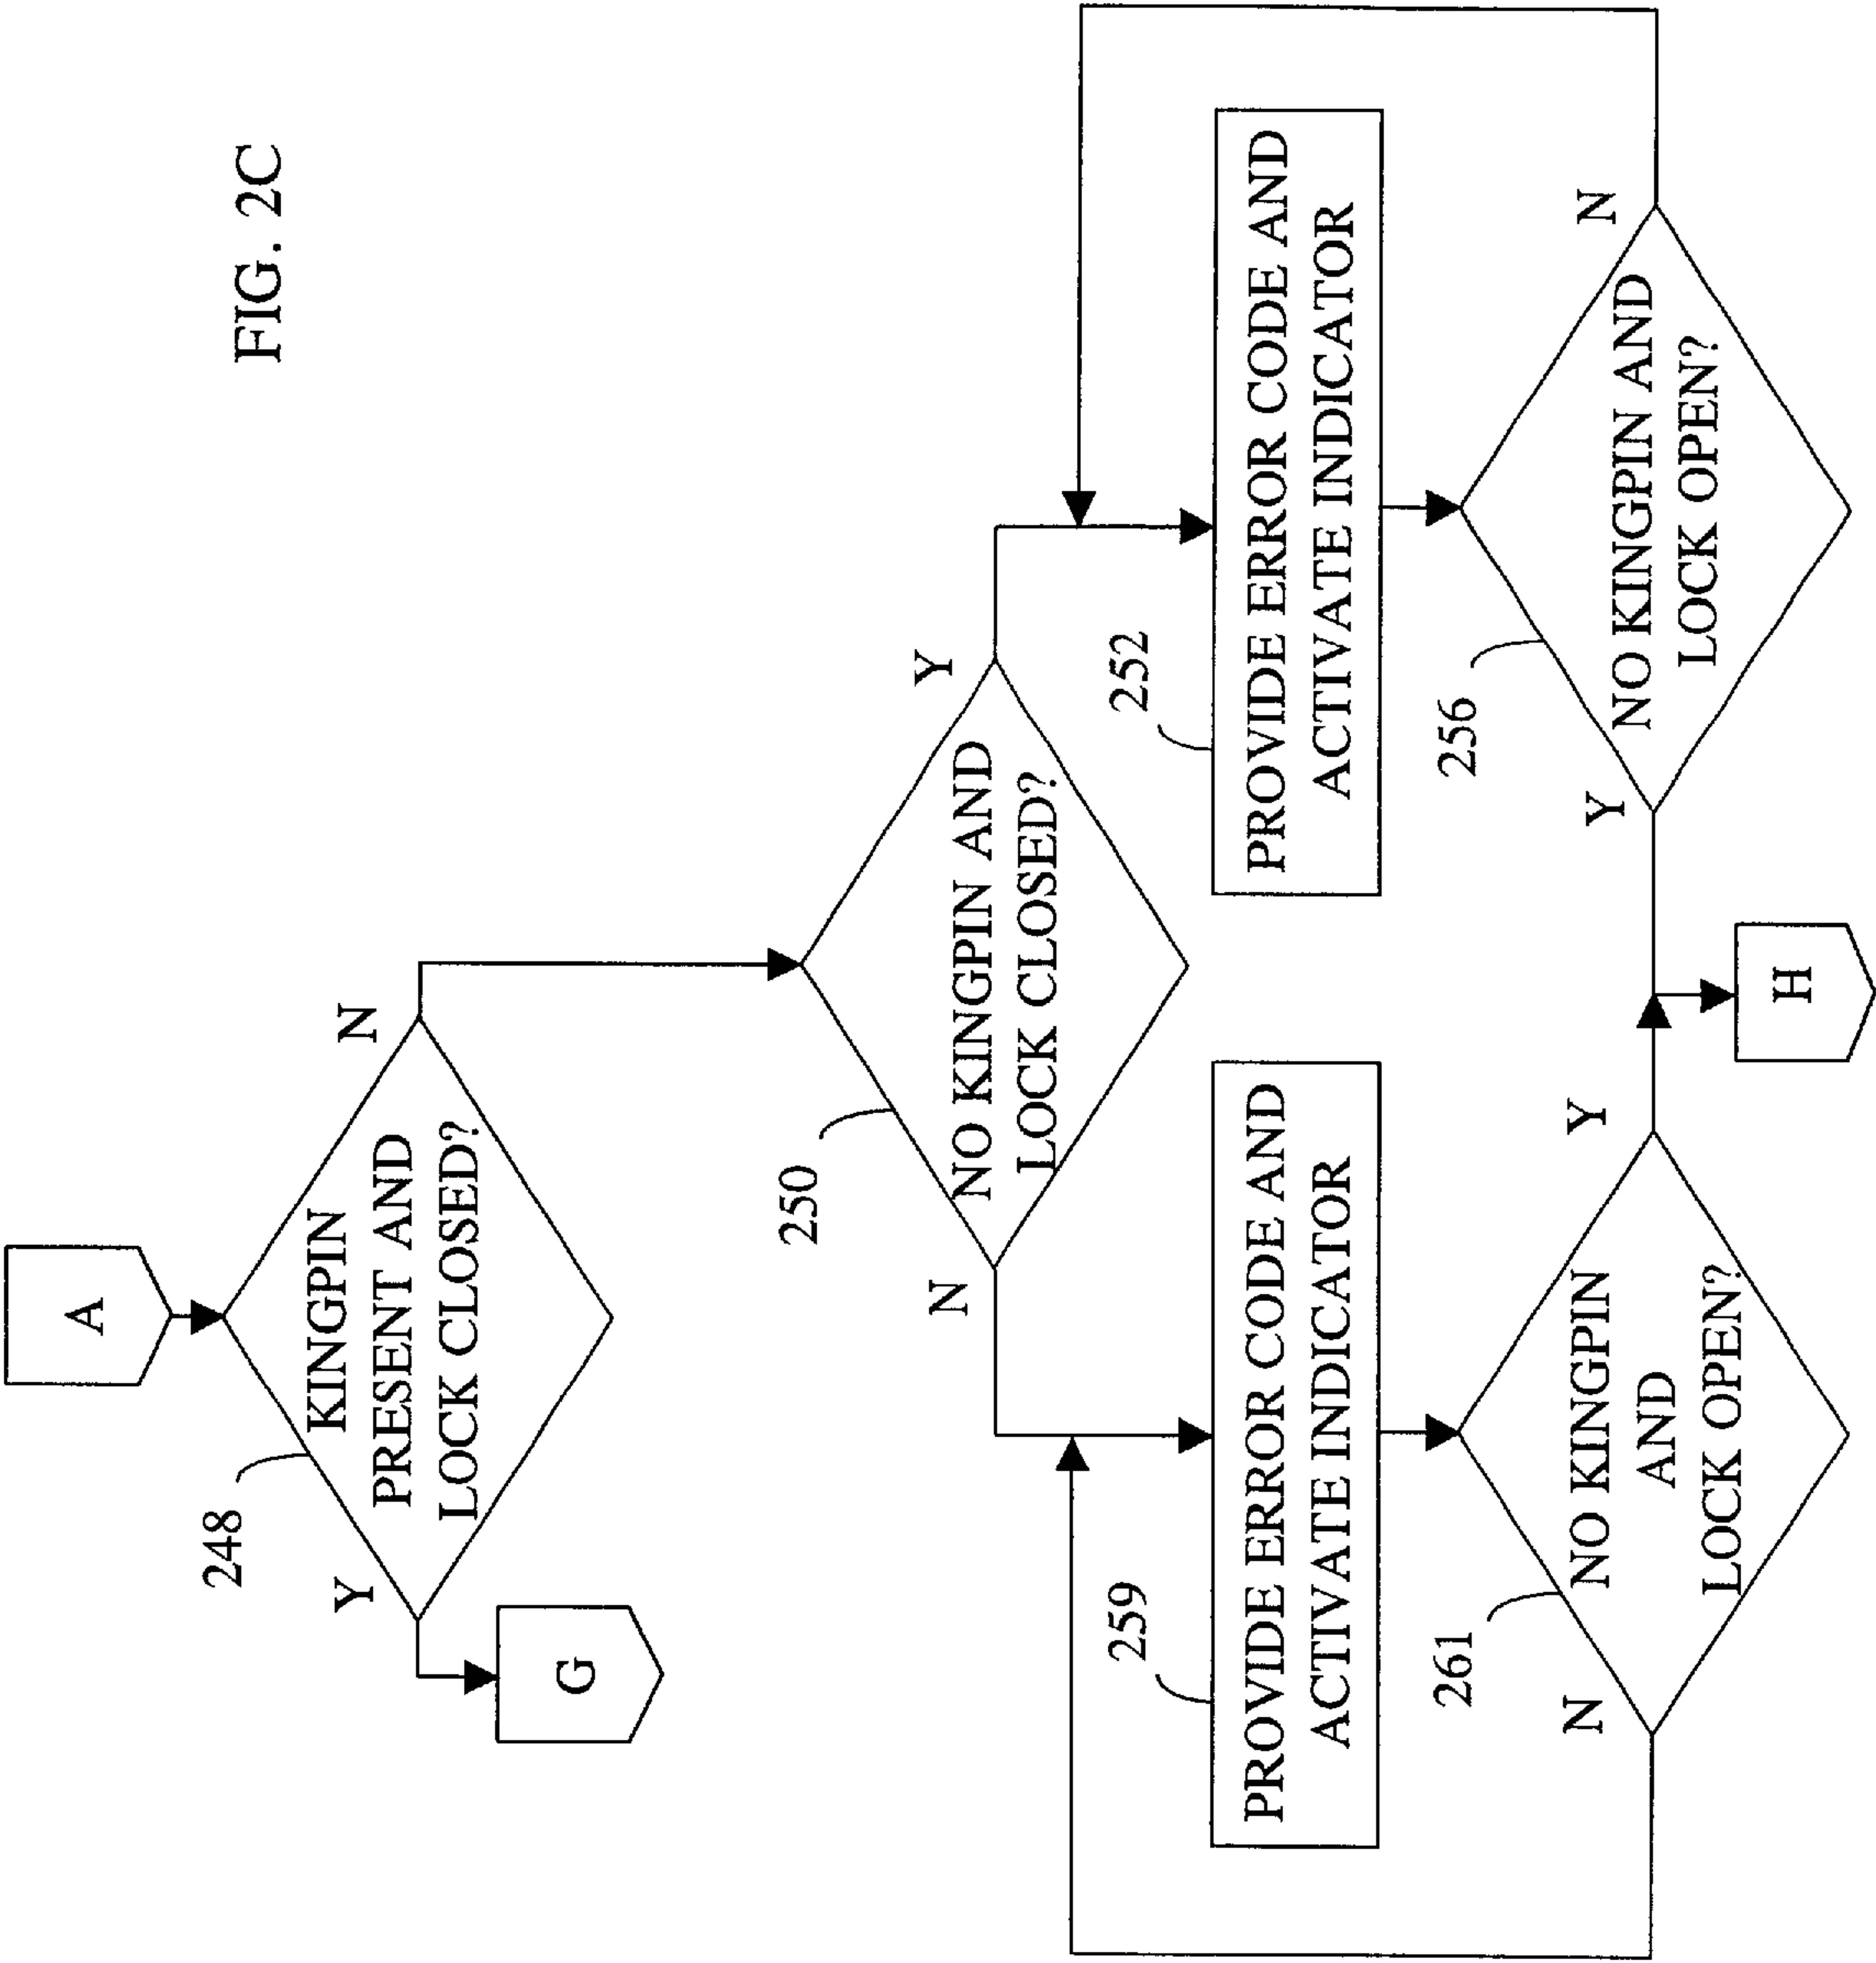 FIG. 2C
A
248
KINGPIN
PRESENT AND
LOCK CLOSED?
Y
N
G
250
NO KINGPIN AND
LOCK CLOSED?
N
Y
259
PROVIDE ERROR CODE AND
ACTIVATE INDICATOR
252
PROVIDE ERROR CODE AND
ACTIVATE INDICATOR
261
NO KINGPIN
AND
LOCK OPEN?
N
Y
256
NO KINGPIN AND
LOCK OPEN?
Y
N
H